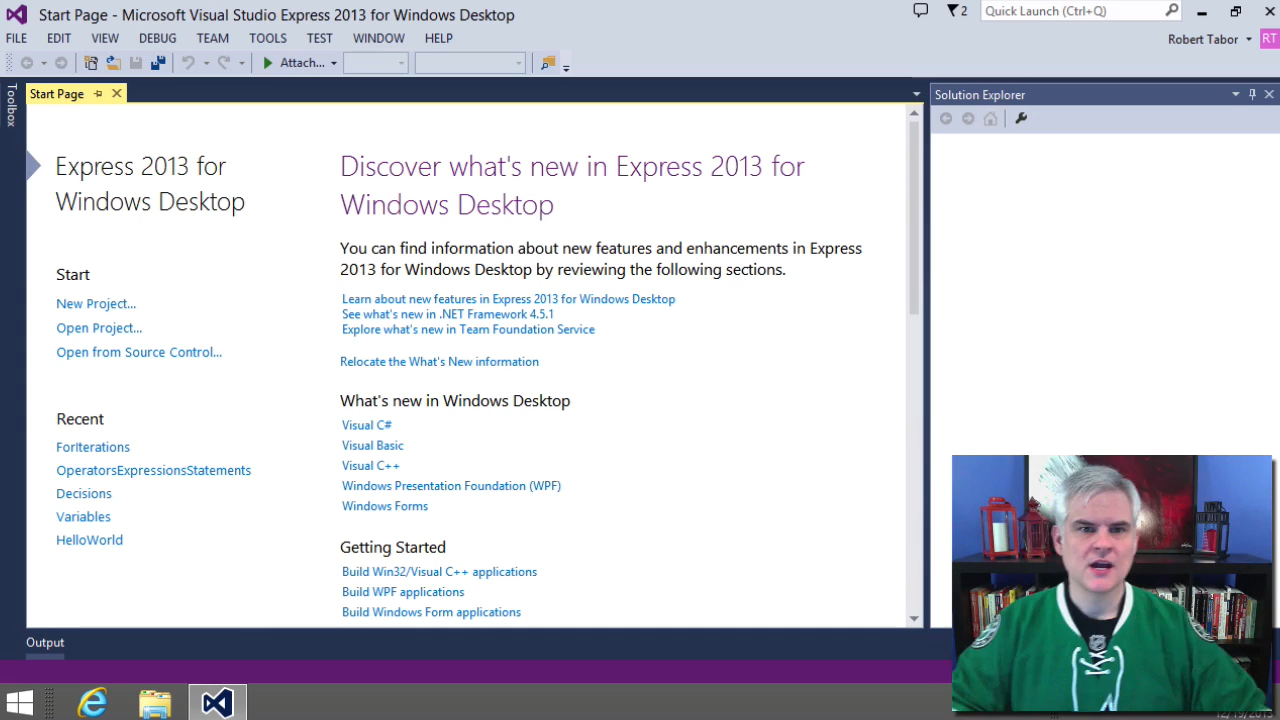 Start Page - Microsoft Visual Studio Express 2013 for Windows Desktop
2
Quick Launch (Ctrl+Q)
FILE EDIT VIEW DEBUG TEAM TOOLS TEST WINDOW HELP
Robert Tabor
RT
Attach...
Toolbox
Start Page
Solution Explorer
Express 2013 for
Windows Desktop
Start
New Project...
Open Project...
Open from Source Control...
Recent
ForIterations
OperatorsExpressionsStatements
Decisions
Variables
HelloWorld
Discover what's new in Express 2013 for
Windows Desktop
You can find information about new features and enhancements in Express
2013 for Windows Desktop by reviewing the following sections.
Learn about new features in Express 2013 for Windows Desktop
See what's new in .NET Framework 4.5.1
Explore what's new in Team Foundation Service
Relocate the What's New information
What's new in Windows Desktop
Visual C#
Visual Basic
Visual C++
Windows Presentation Foundation (WPF)
Windows Forms
Getting Started
Build Win32/Visual C++ applications
Build WPF applications
Build Windows Form applications
Output
12/19/2013